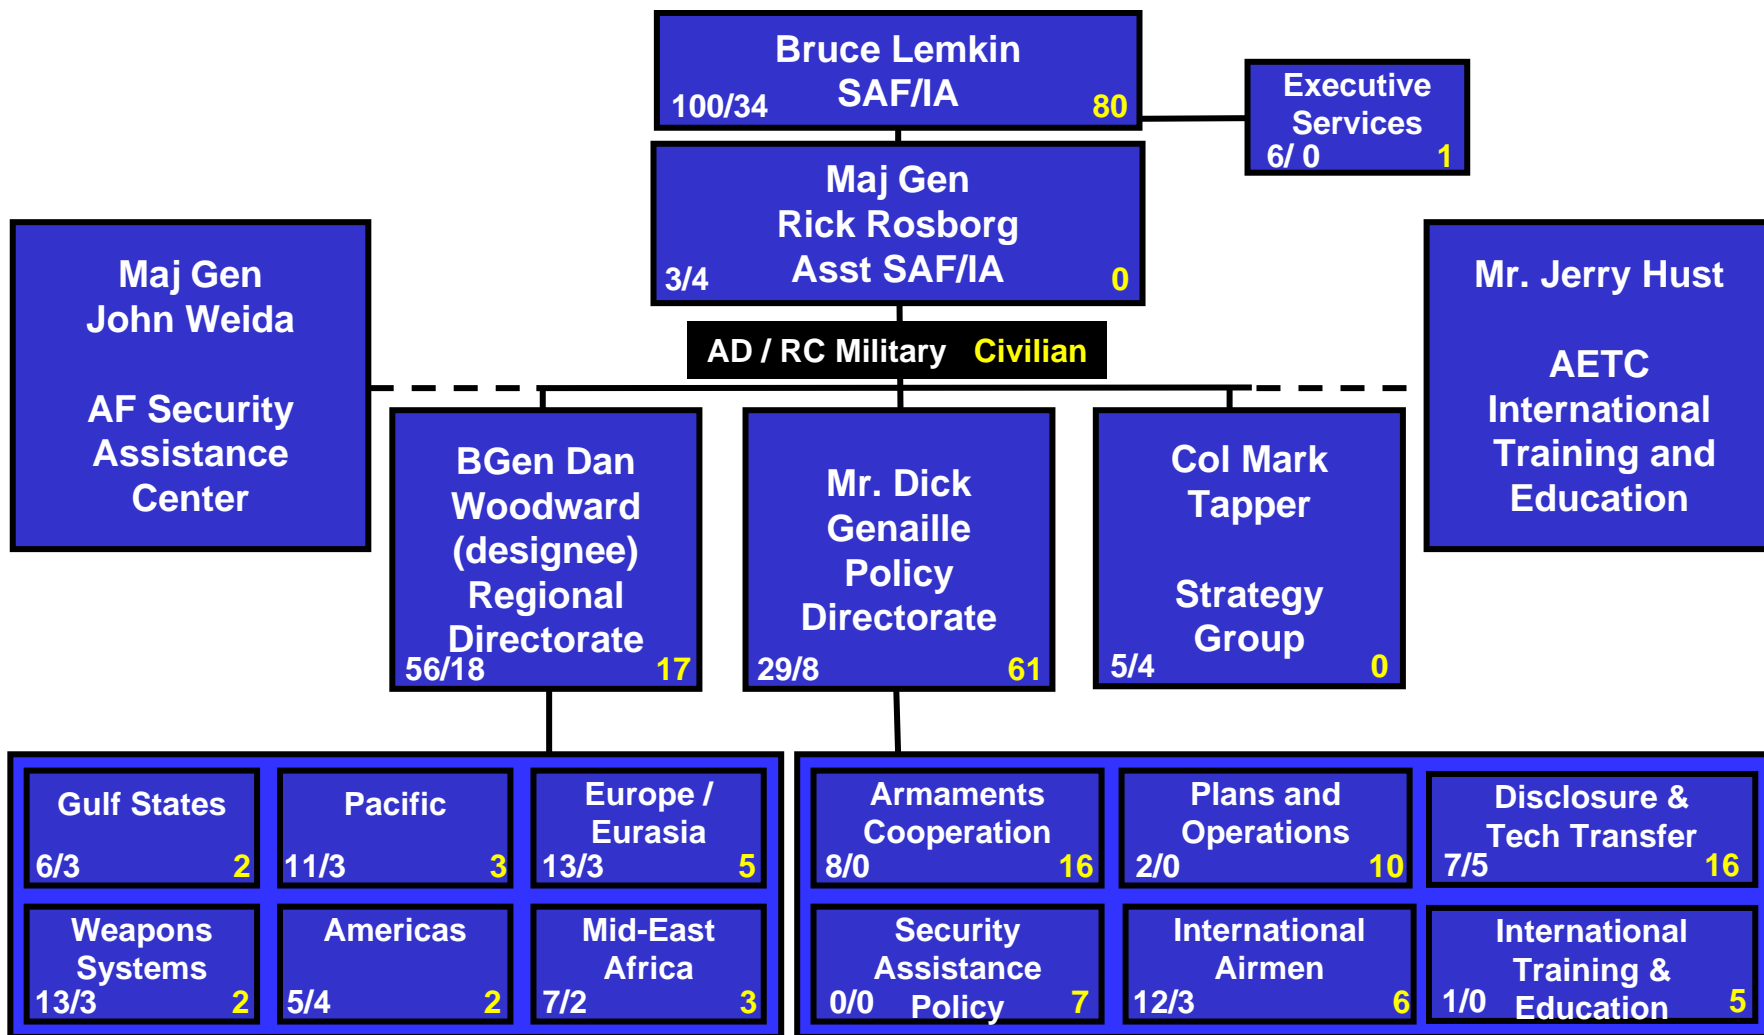 Bruce Lemkin
SAF/IA
100/34 80
Executive
Services
6/ 0 1
Maj Gen
Rick Rosborg
Asst SAF/IA
3/4 0
Maj Gen
John Weida
AF Security
Assistance
Center
Mr. Jerry Hust
AETC
International
Training and
Education
AD / RC Military Civilian
BGen Dan
Woodward
(designee)
Regional
Directorate
56/18 17
Mr. Dick
Genaille
Policy
Directorate
29/8 61
Col Mark
Tapper
Strategy
Group
5/4 0
Gulf States
6/3 2
Pacific
11/3 3
Europe /
Eurasia
13/3 5
Weapons
Systems
13/3 2
Americas
5/4 2
Mid-East
Africa
7/2 3
Armaments
Cooperation
8/0 16
Plans and
Operations
2/0 10
Disclosure &
Tech Transfer
7/5 16
Security
Assistance
Policy
0/0 7
International
Airmen
12/3 6
International
Training &
Education
1/0 5